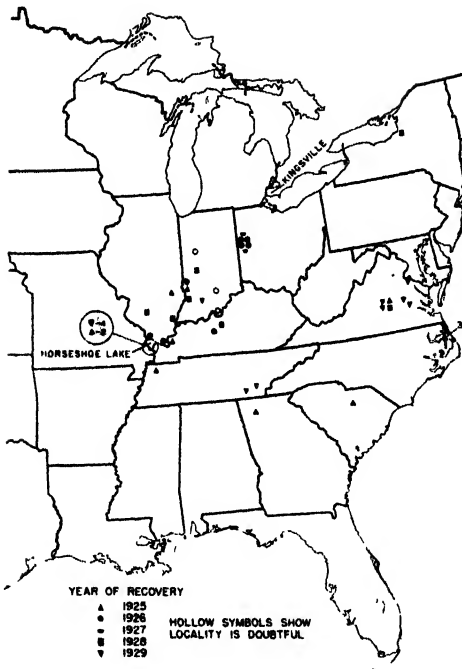 KINGSVILLE
HORSESHOE LAKE
YEAR OF RECOVERY
1925
1926
1927
1928
1929
HOLLOW SYMBOLS SHOW
LOCALITY IS DOUBTFUL